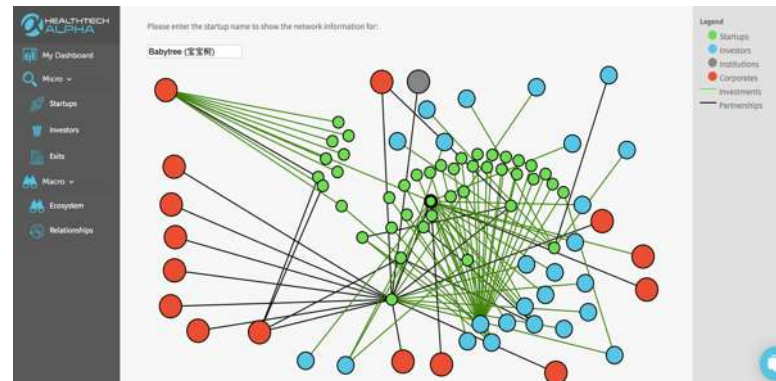 HEALTHTECH
ALPHA
My Dashboard
Micro
Startups
Investors
Exits
Macro
Ecosystem
Relationships
Please enter the startup name to show the network information for:
Babytree (宝宝树)
Legend
Startups
Investors
Institutions
Corporates
Investments
Partnerships